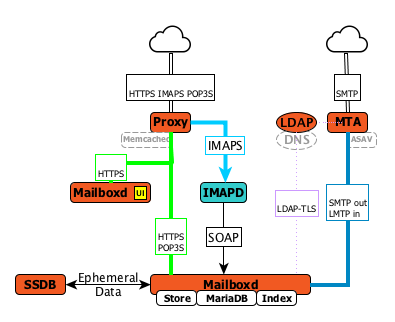 HTTPS IMAPS POP3S
SMTP
Proxy
LDAP
MTA
Memcached
DNS
ASAV
IMAPS
HTTPS
Mailboxd
UI
IMAPD
LDAP-TLS
SMTP out
LMTP in
HTTPS
POP3S
SOAP
SSDB
Ephemeral
Data
Mailboxd
Store
MariaDB
Index